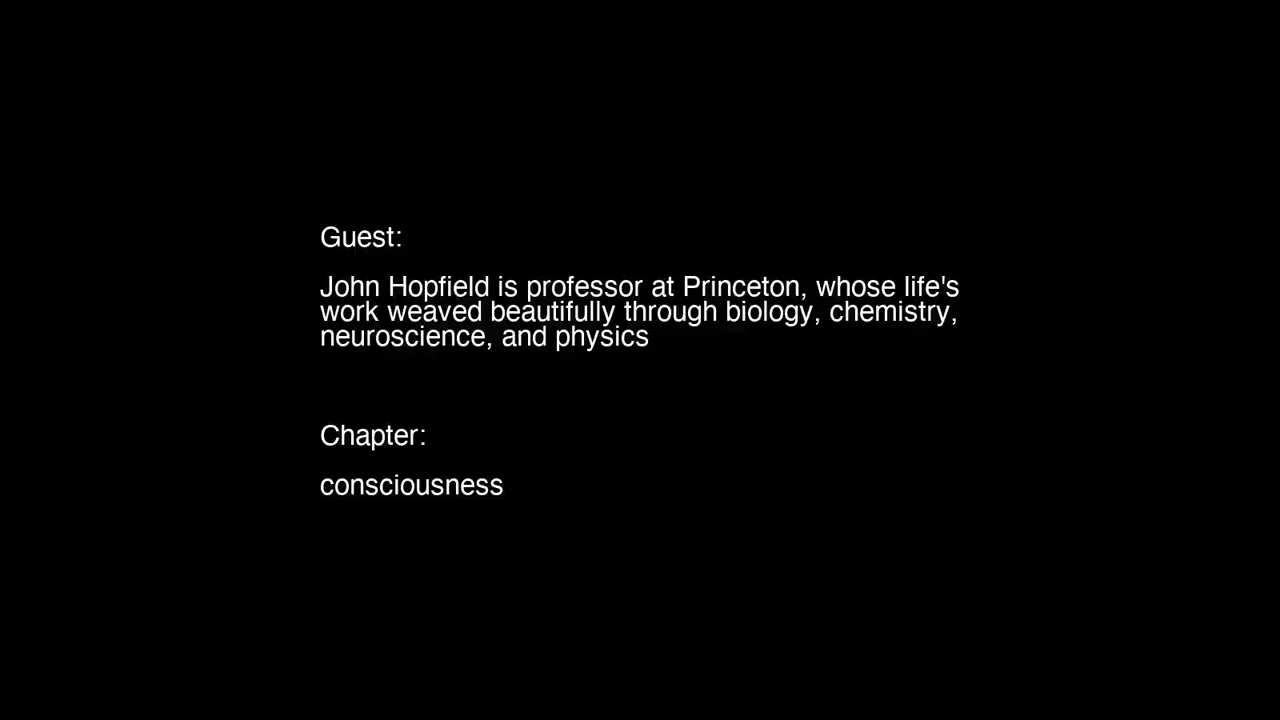 Guest:
John Hopfield is professor at Princeton, whose life's
work weaved beautifully through biology, chemistry,
neuroscience, and physics
Chapter:
consciousness